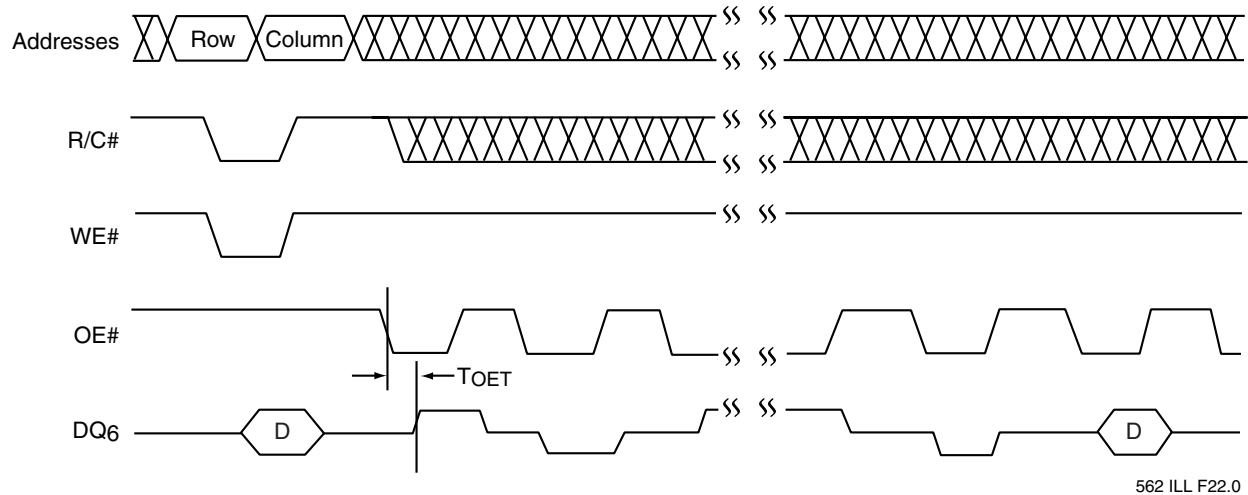 Addresses Row Column
R/C#
WE#
OE#
TOET
DQ6 D D
562 ILL F22.0